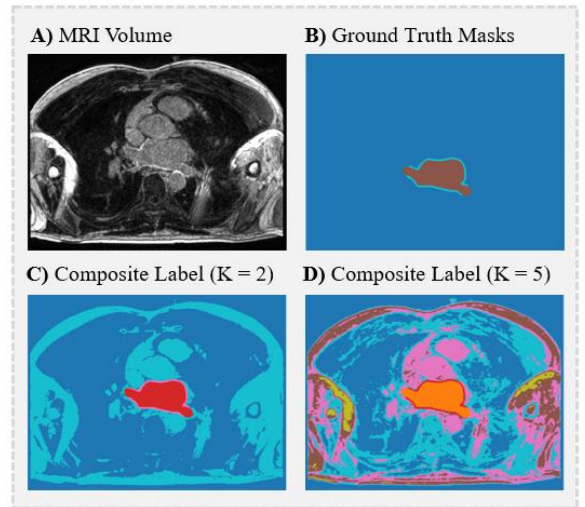 A) MRI Volume
B) Ground Truth Masks
C) Composite Label (K = 2)
D) Composite Label (K = 5)